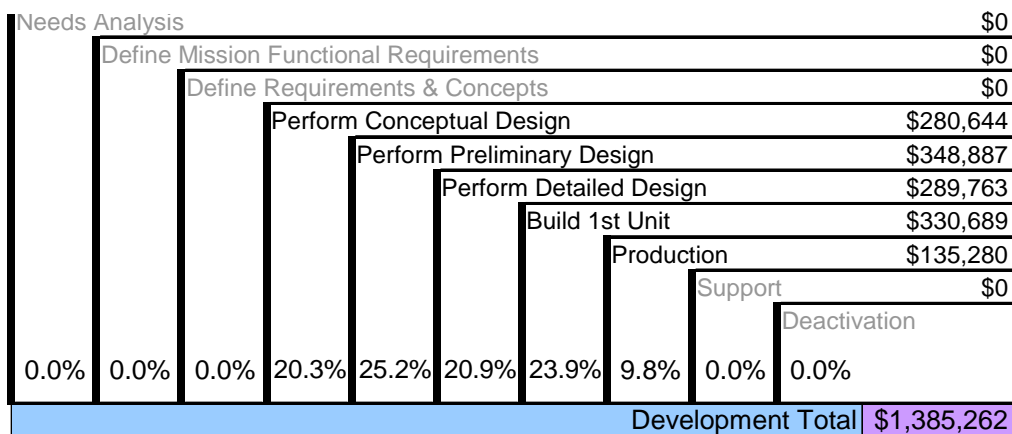 Needs Analysis $0
Define Mission Functional Requirements $0
Define Requirements & Concepts $0
Perform Conceptual Design $280,644
Perform Preliminary Design $348,887
Perform Detailed Design $289,763
Build 1st Unit $330,689
Production $135,280
Support $0
Deactivation
0.0% 0.0% 0.0% 20.3% 25.2% 20.9% 23.9% 9.8% 0.0% 0.0%
Development Total $1,385,262